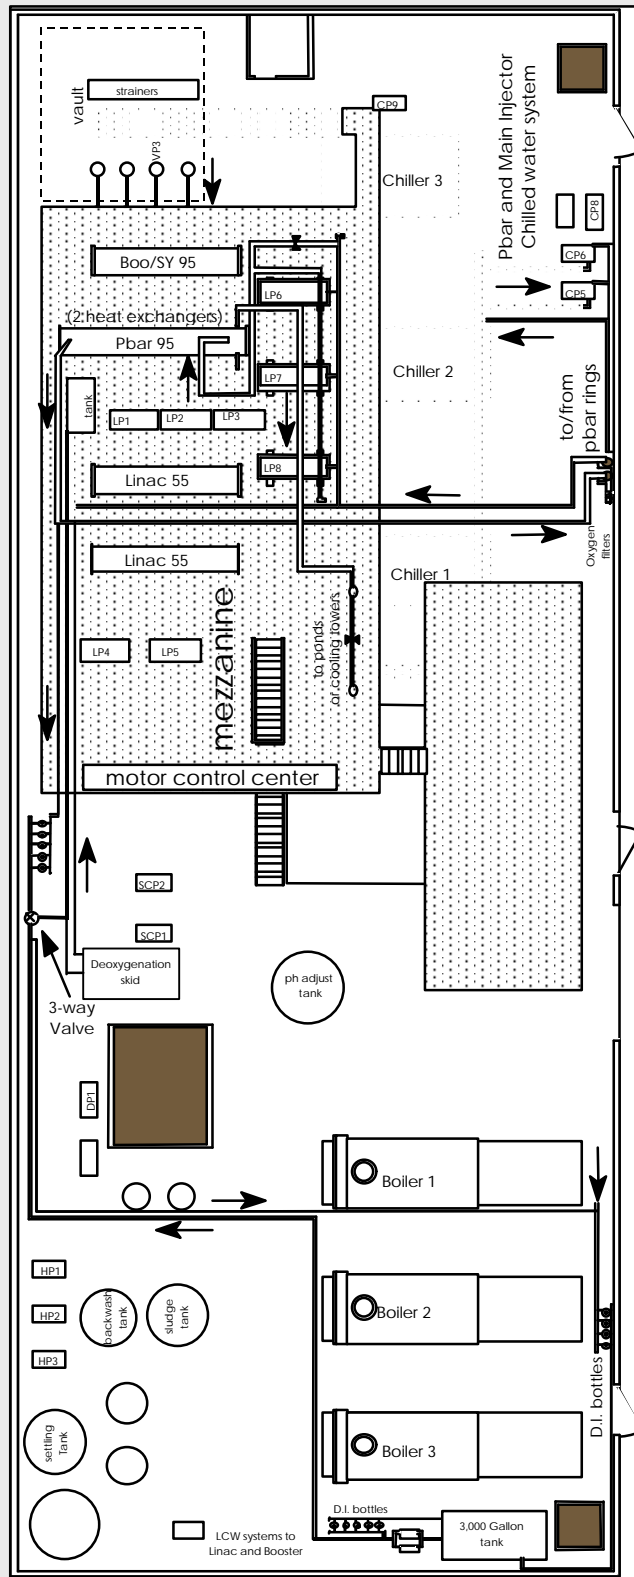 strainers
vault
VP3
CP9
Pbar and Main Injector
Chilled water system
Chiller 3
CP8
CP6
CP5
Boo/SY 95
LP6
(2 heat exchangers)
Pbar 95
Chiller 2
LP7
tank
LP1
LP2
LP3
to/from
pbar rings
LP8
Linac 55
Oxygen
filters
Linac 55
Chiller 1
mezzanine
to ponds
or cooling towers
LP4
LP5
motor control center
SCP2
SCP1
Deoxygenation
skid
ph adjust
tank
3-way
Valve
DP1
Boiler 1
HP1
HP2
HP3
backwash
tank
sludge
tank
Boiler 2
D.I. bottles
settling
Tank
Boiler 3
D.I. bottles
3,000 Gallon
tank
LCW systems to
Linac and Booster